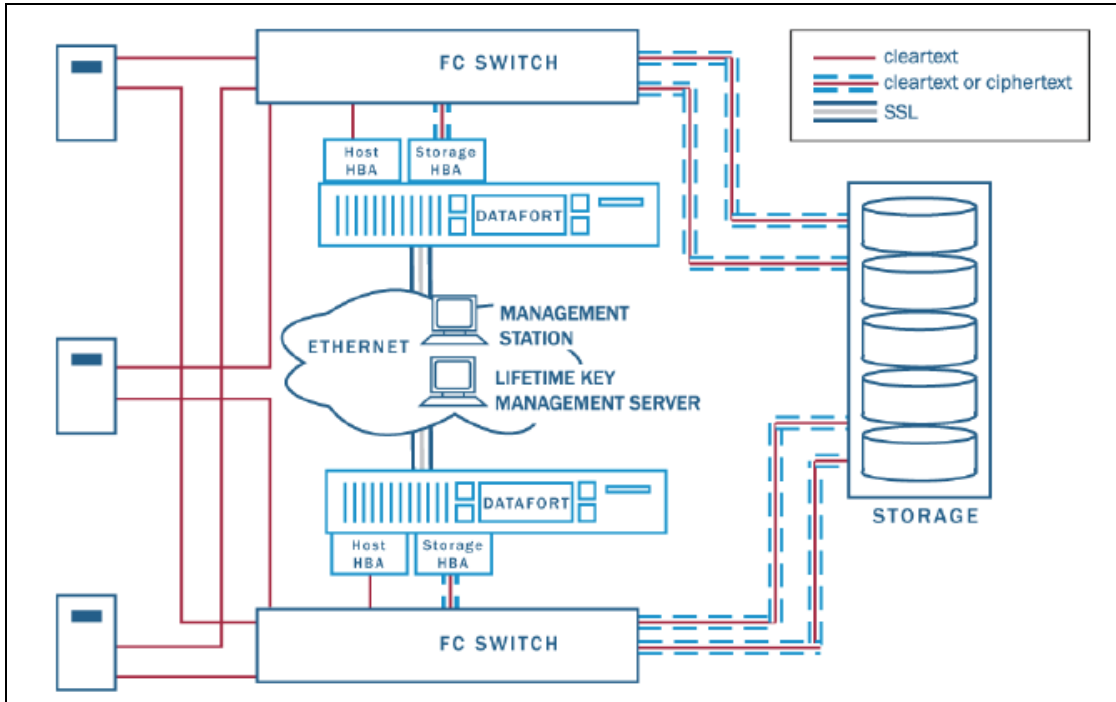 FC SWITCH
cleartext
cleartext or ciphertext
SSL
Host
HBA
Storage
HBA
DATAFORT
ETHERNET
MANAGEMENT
STATION
LIFETIME KEY
MANAGEMENT SERVER
DATAFORT
Host
HBA
Storage
HBA
STORAGE
FC SWITCH